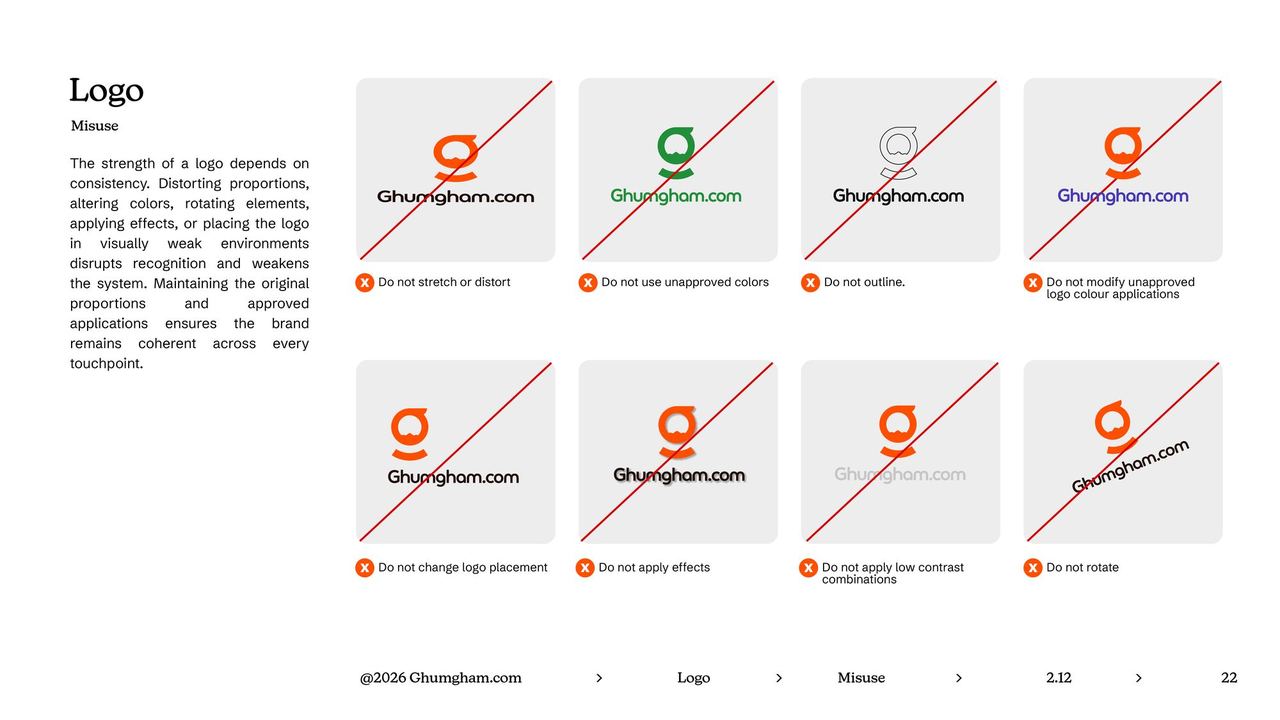 Logo
Misuse
The strength of a logo depends on
consistency. Distorting proportions,
altering colors, rotating elements,
applying effects, or placing the logo
in visually weak environments
disrupts recognition and weakens
the system. Maintaining the original
proportions and approved
applications ensures the brand
remains coherent across every
touchpoint.
Ghumgham.com
X Do not stretch or distort
Ghumgham.com
X Do not use unapproved colors
Ghumgham.com
X Do not outline.
Ghumgham.com
X Do not modify unapproved
logo colour applications
Ghumgham.com
X Do not change logo placement
Ghumgham.com
X Do not apply effects
Ghumgham.com
X Do not apply low contrast
combinations
Ghumgham.com
X Do not rotate
@2026 Ghumgham.com > Logo > Misuse > 2.12 > 22